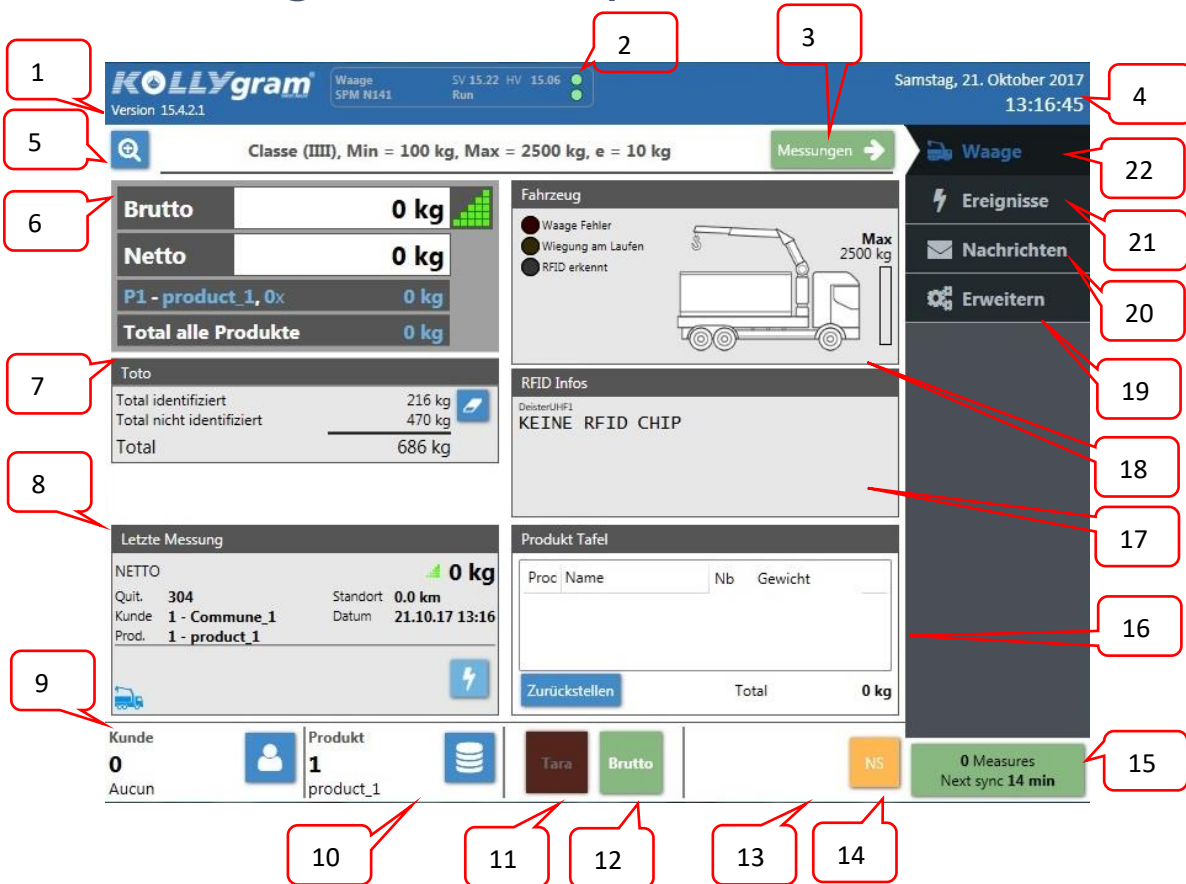 1
2
3
4
5
6
7
8
9
10
11
12
13
14
15
16
17
18
19
20
21
22
KOLLYgram
Version 15.4.2.1
Waage SV 15.22 HV 15.06
SPM N141 Run
Samstag, 21. Oktober 2017
13:16:45
Classe (IIII), Min = 100 kg, Max = 2500 kg, e = 10 kg
Messungen
Waage
Ereignisse
Nachrichten
Erweitern
Brutto 0 kg
Netto 0 kg
P1 - product_1, 0x 0 kg
Total alle Produkte 0 kg
Fahrzeug
Waage Fehler
Wiegung am Laufen
RFID erkennt
Max
2500 kg
Toto
Total identifiziert 216 kg
Total nicht identifiziert 470 kg
Total 686 kg
RFID Infos
DeisterUHF1
KEINE RFID CHIP
Letzte Messung
NETTO 0 kg
Quit. 304 Standort 0.0 km
Kunde 1 - Commune_1 Datum 21.10.17 13:16
Prod. 1 - product_1
Produkt Tafel
Proc Name Nb Gewicht
Zurückstellen Total 0 kg
Kunde
0
Aucun
Produkt
1
product_1
Tara
Brutto
NS
0 Measures
Next sync 14 min